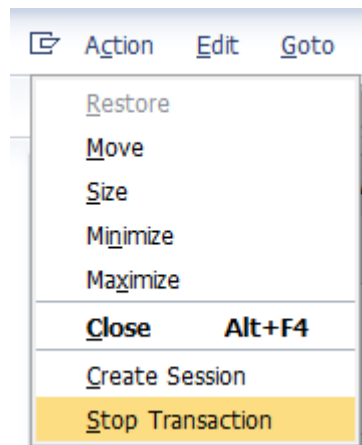 Action Edit Goto
Restore
Move
Size
Minimize
Maximize
Close Alt+F4
Create Session
Stop Transaction